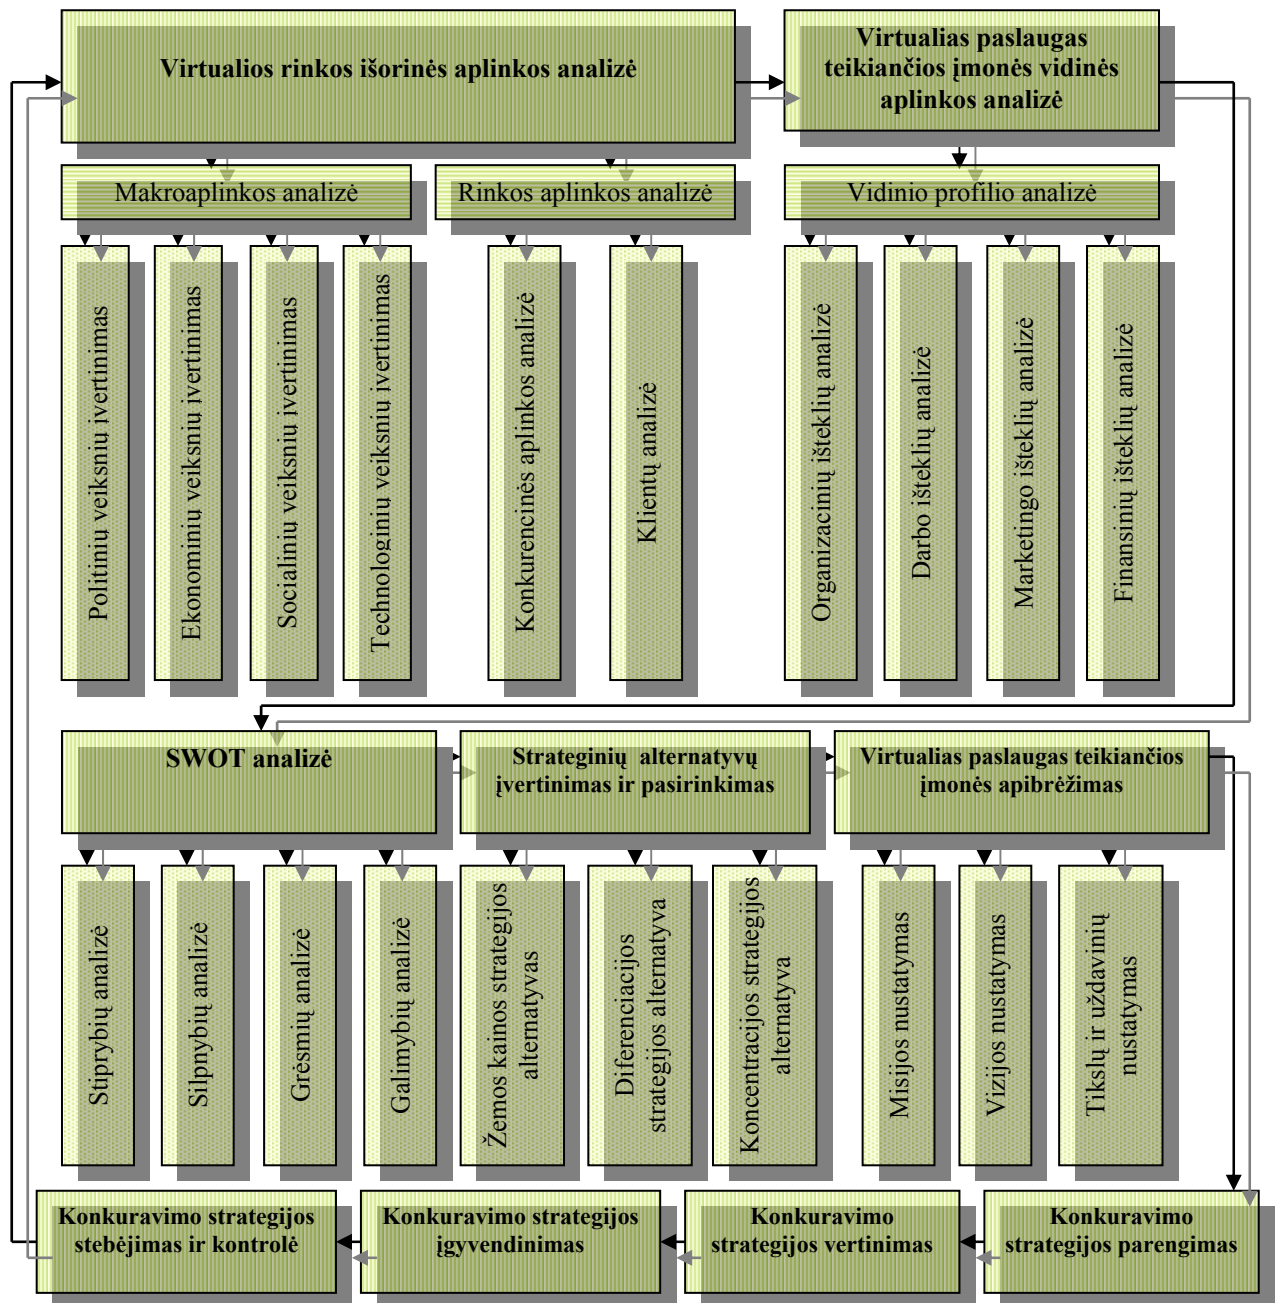 Virtualios rinkos išorinės aplinkos analizė
Virtualias paslaugas
teikiančios įmonės vidinės
aplinkos analizė
Makroaplinkos analizė
Rinkos aplinkos analizė
Vidinio profilio analizė
Politinių veiksnių įvertinimas
Ekonominių veiksnių įvertinimas
Socialinių veiksnių įvertinimas
Technologinių veiksnių įvertinimas
Konkurencinės aplinkos analizė
Klientų analizė
Organizacinių išteklių analizė
Darbo išteklių analizė
Marketingo išteklių analizė
Finansinių išteklių analizė
SWOT analizė
Strateginių alternatyvų
įvertinimas ir pasirinkimas
Virtualias paslaugas teikiančios
įmonės apibrėžimas
Stiprybių analizė
Silpnybių analizė
Grėsmių analizė
Galimybių analizė
Žemos kainos strategijos
alternatyvas
Diferenciacijos
strategijos alternatyva
Koncentracijos strategijos
alternatyva
Misijos nustatymas
Vizijos nustatymas
Tikslų ir uždavinių
nustatymas
Konkuravimo strategijos
stebėjimas ir kontrolė
Konkuravimo strategijos
įgyvendinimas
Konkuravimo
strategijos vertinimas
Konkuravimo
strategijos parengimas